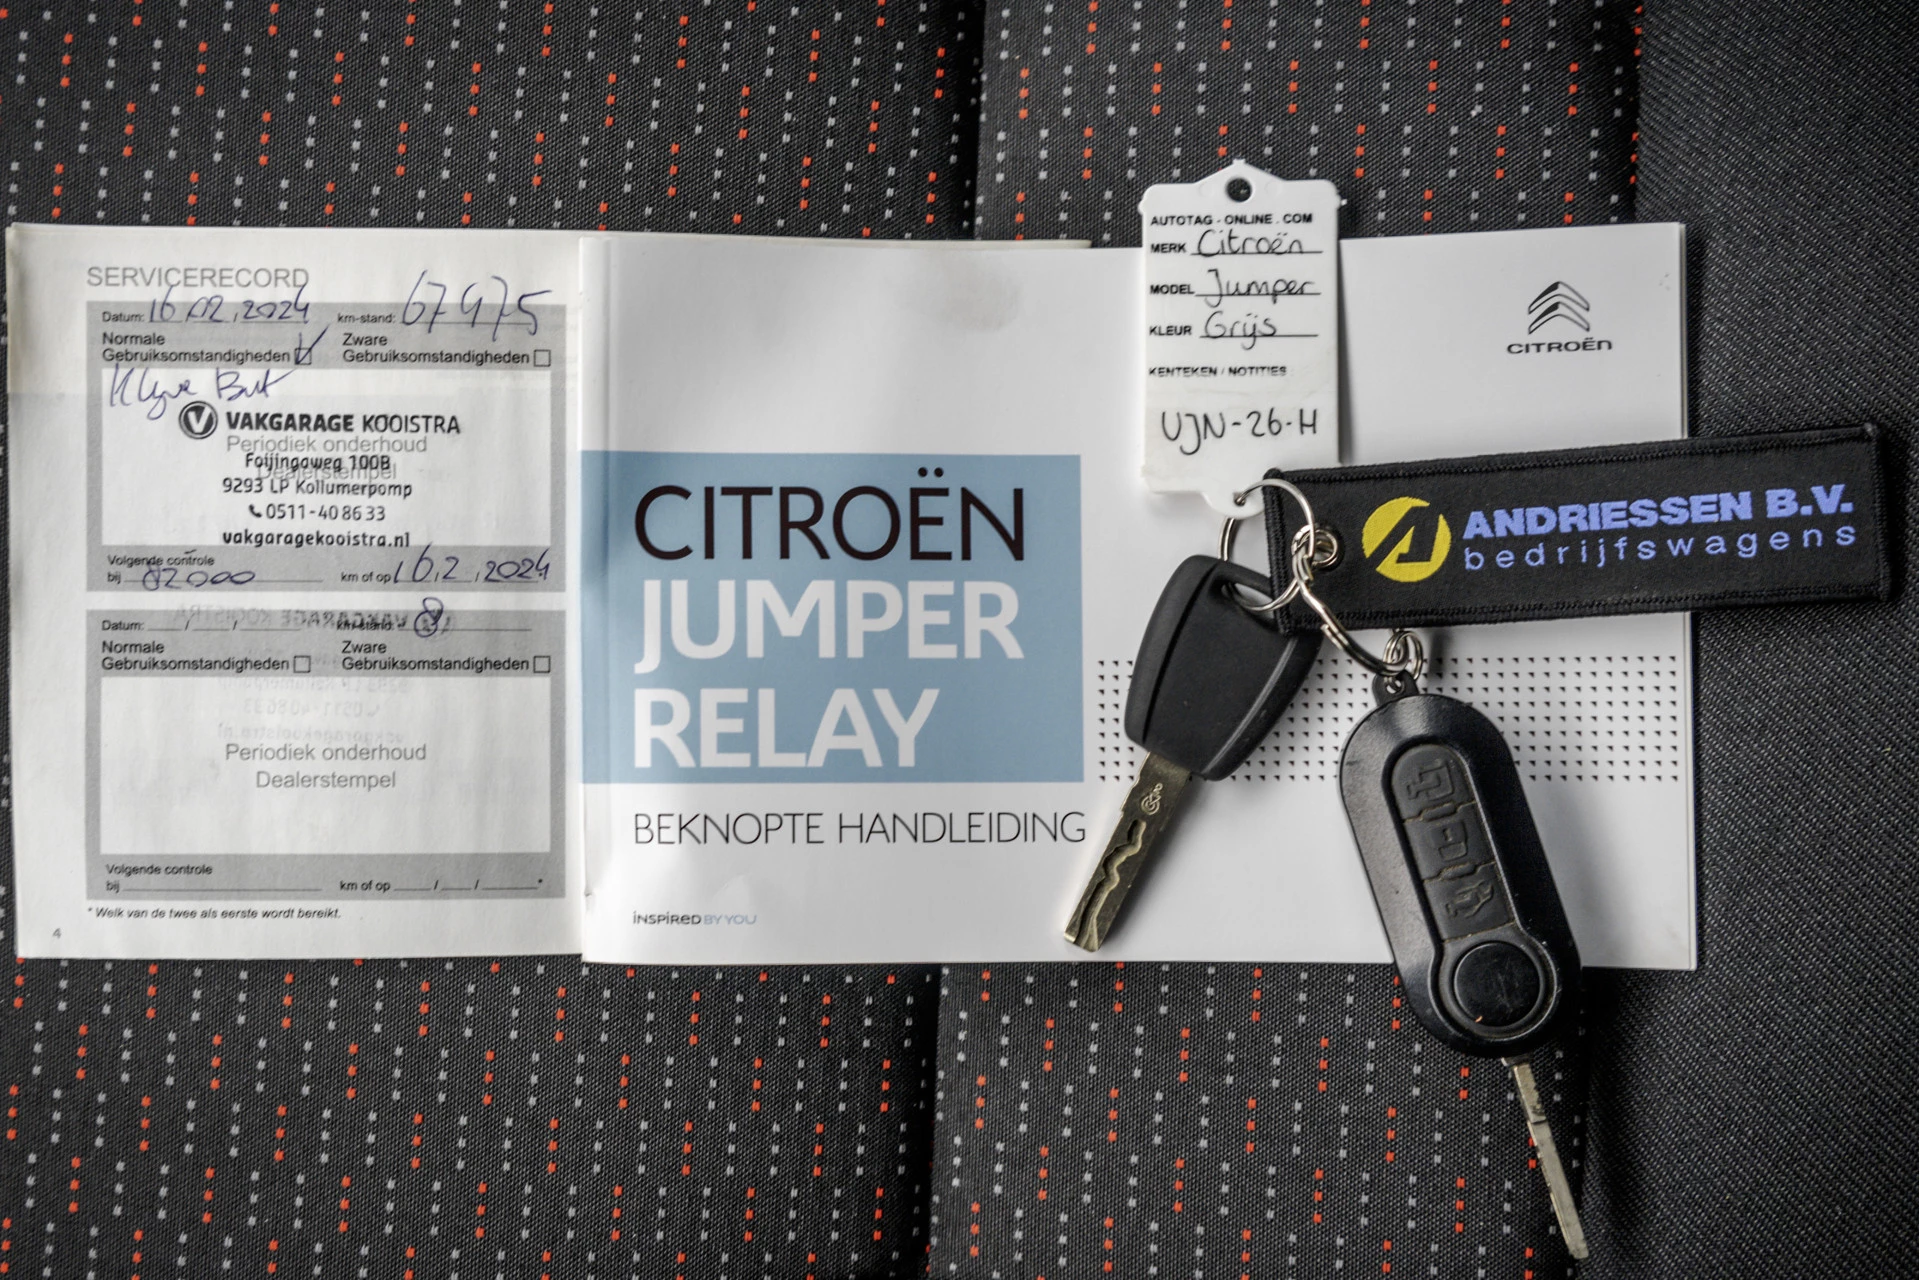 SERVICERECORD
Datum: 16.02.2024 km-stand: 67475
Normale Zware
Gebruiksomstandigheden Gebruiksomstandigheden
VAKGARAGE KOOISTRA
Periodiek onderhoud
Foijingaweg 100B
Dealerstempel
9293 LP Kollumerpomp
0511-408633
vakgaragekooistra.nl
Volgende controle
bij 82000 km of op 16.2.2024
Datum: / / km-stand:
Normale Zware
Gebruiksomstandigheden Gebruiksomstandigheden
Periodiek onderhoud
Dealerstempel
Volgende controle
bij km of op / / *
* Welk van de twee als eerste wordt bereikt.
4
CITROËN
JUMPER
RELAY
BEKNOPTE HANDLEIDING
INSPIRED BY YOU
AUTOTAG - ONLINE . COM
MERK Citroën
MODEL Jumper
KLEUR Grijs
KENTEKEN / NOTITIES
VJN-26-H
CITROËN
ANDRIESSEN B.V.
bedrijfswagens